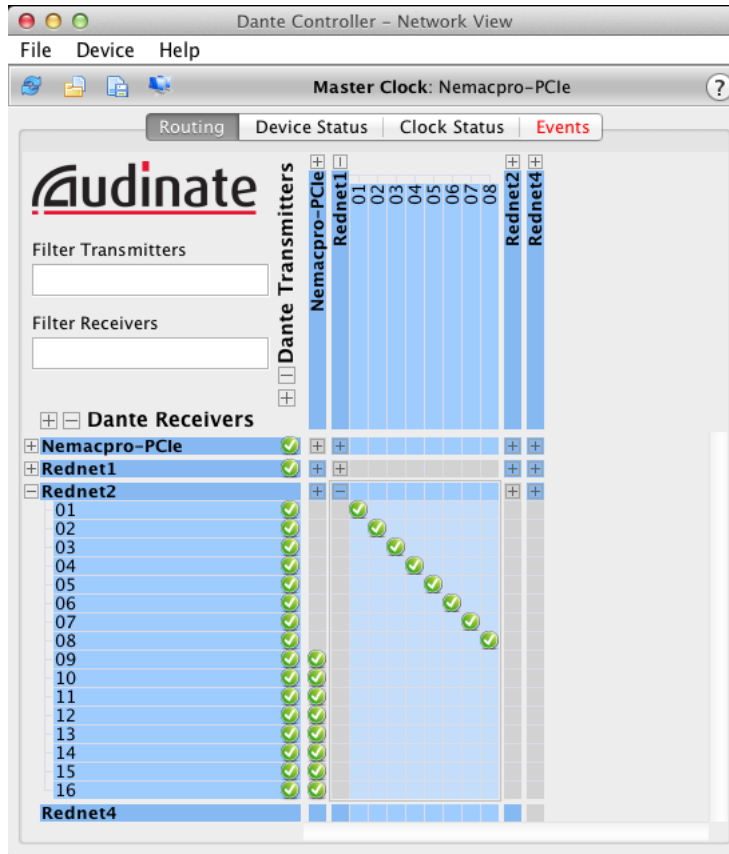 Dante Controller - Network View
File Device Help
Master Clock: Nemacpro-PCIe
?
Routing Device Status Clock Status Events
Audinate
Filter Transmitters
Filter Receivers
Dante Transmitters
Nemacpro-PCIe
Rednet1
01
02
03
04
05
06
07
08
Rednet2
Rednet4
Dante Receivers
Nemacpro-PCIe
Rednet1
Rednet2
01
02
03
04
05
06
07
08
09
10
11
12
13
14
15
16
Rednet4